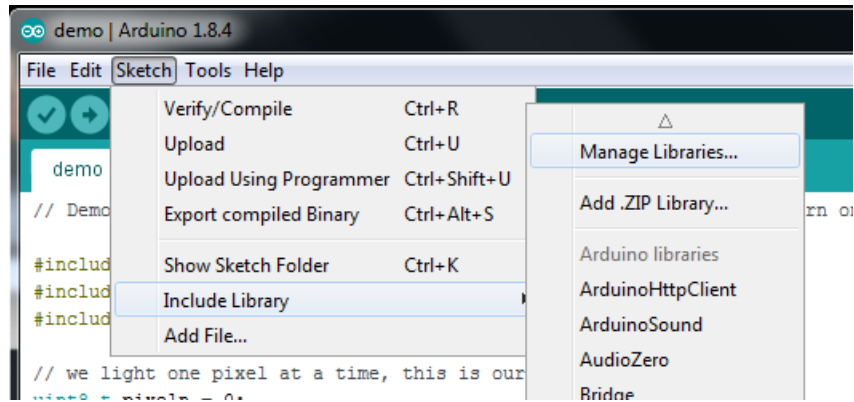 demo | Arduino 1.8.4
File Edit Sketch Tools Help
Verify/Compile Ctrl+R
Upload Ctrl+U
Upload Using Programmer Ctrl+Shift+U
Export compiled Binary Ctrl+Alt+S
Show Sketch Folder Ctrl+K
Include Library
Add File...
Manage Libraries...
Add .ZIP Library...
Arduino libraries
ArduinoHttpClient
ArduinoSound
AudioZero
Bridge
demo
// Demo
#includ
#includ
#includ
// we light one pixel at a time, this is our
uint8_t pixeln = 0;